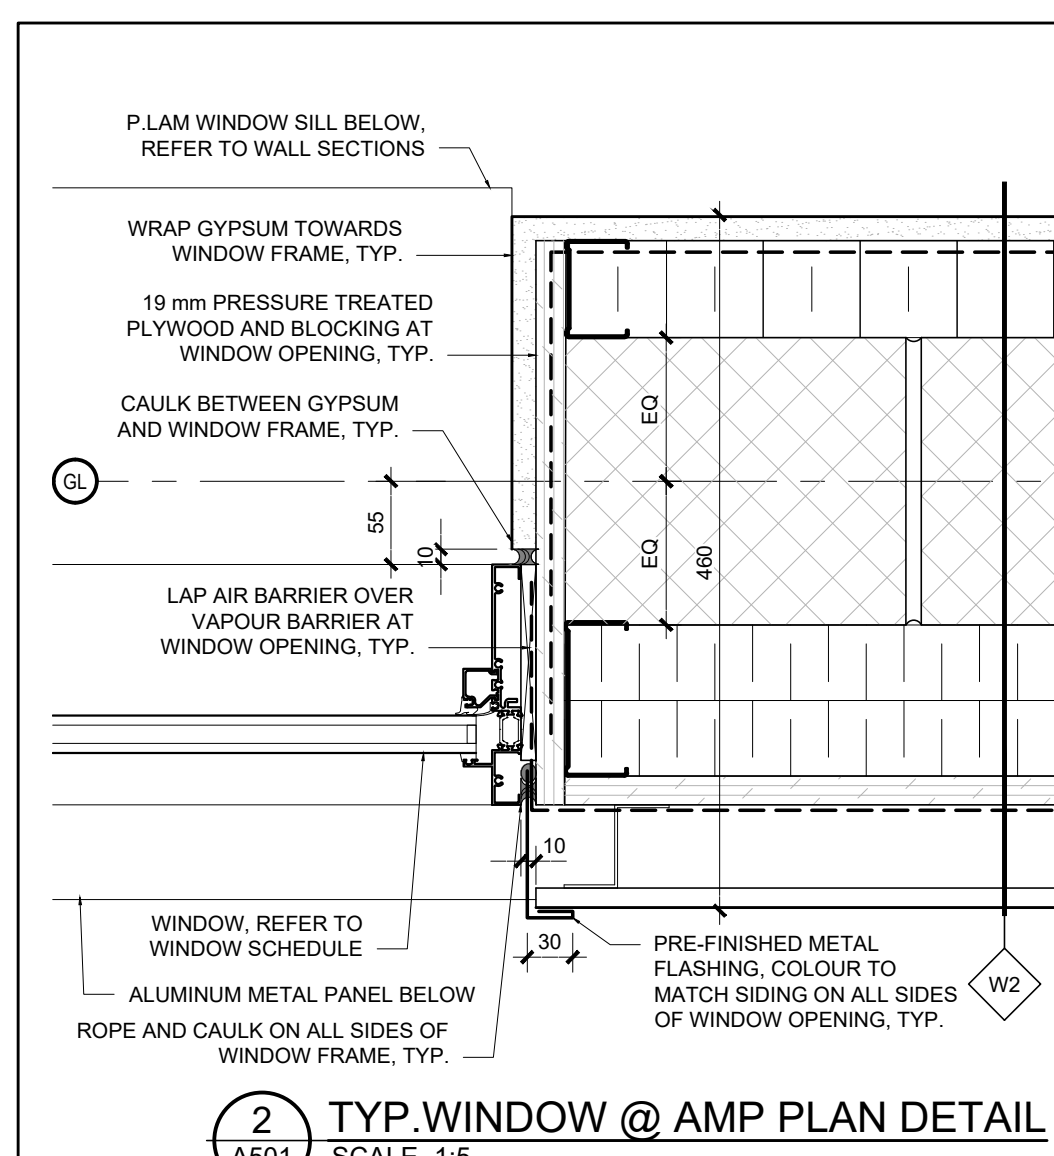 P.LAM WINDOW SILL BELOW,
REFER TO WALL SECTIONS
WRAP GYPSUM TOWARDS
WINDOW FRAME, TYP.
19 mm PRESSURE TREATED
PLYWOOD AND BLOCKING AT
WINDOW OPENING, TYP.
CAULK BETWEEN GYPSUM
AND WINDOW FRAME, TYP.
EQ
GL
55
10
EQ
460
LAP AIR BARRIER OVER
VAPOUR BARRIER AT
WINDOW OPENING, TYP.
10
WINDOW, REFER TO
WINDOW SCHEDULE
30
PRE-FINISHED METAL
FLASHING, COLOUR TO
MATCH SIDING ON ALL SIDES
OF WINDOW OPENING, TYP.
W2
ALUMINUM METAL PANEL BELOW
ROPE AND CAULK ON ALL SIDES OF
WINDOW FRAME, TYP.
2
A501
TYP.WINDOW @ AMP PLAN DETAIL
SCALE 1:5